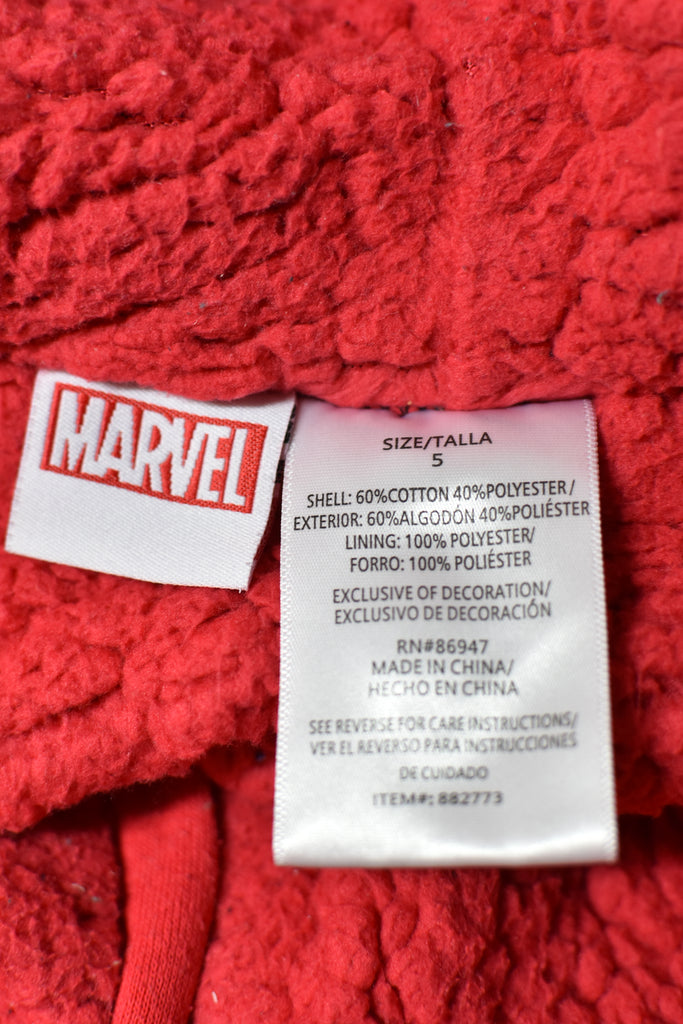 MARVEL
SIZE/TALLA
5
SHELL: 60%COTTON 40%POLYESTER/
EXTERIOR: 60%ALGODÓN 40%POLIÉSTER
LINING: 100% POLYESTER/
FORRO: 100% POLIÉSTER
EXCLUSIVE OF DECORATION/
EXCLUSIVO DE DECORACIÓN
RN#86947
MADE IN CHINA/
HECHO EN CHINA
SEE REVERSE FOR CARE INSTRUCTIONS/
VER EL REVERSO PARA INSTRUCCIONES
DE CUIDADO
ITEM#: 882773